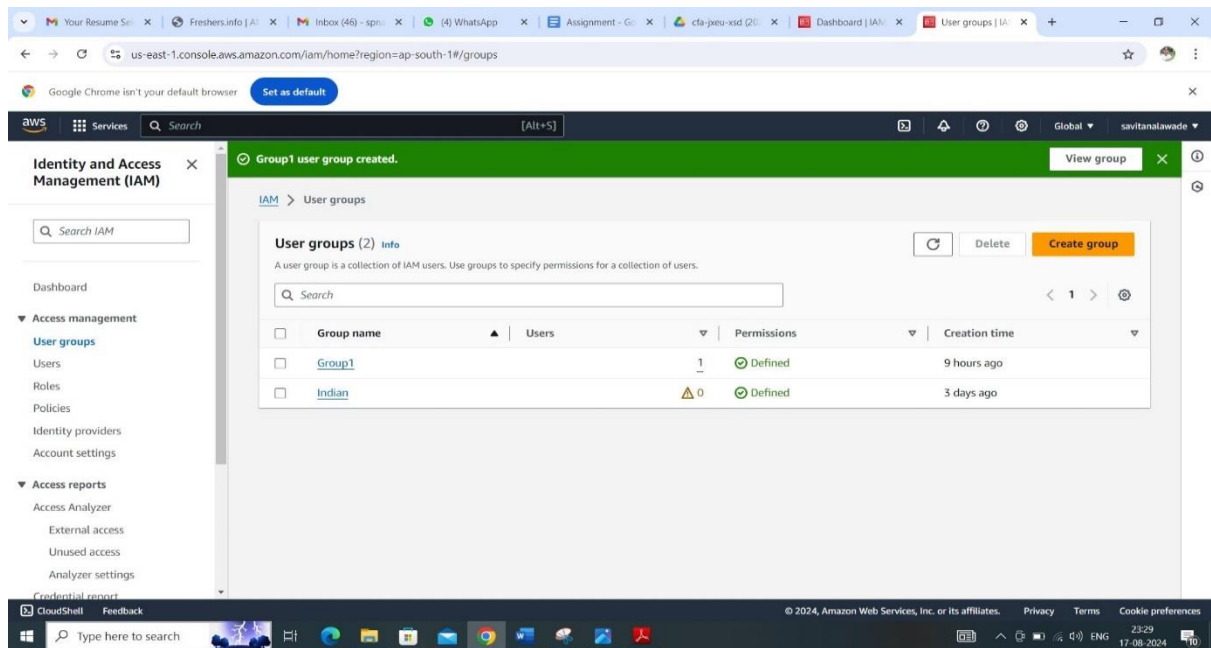 Your Resume Sel
Freshers.info | A
Inbox (46) - spna
(4) WhatsApp
Assignment - Go
cfa-jxeu-xsd (20
Dashboard | IAM
User groups | IA
us-east-1.console.aws.amazon.com/iam/home?region=ap-south-1#/groups
Google Chrome isn't your default browser
Set as default
aws
Services
Search
[Alt+S]
Global
savitanalawade
Identity and Access Management (IAM)
Search IAM
Dashboard
Access management
User groups
Users
Roles
Policies
Identity providers
Account settings
Access reports
Access Analyzer
External access
Unused access
Analyzer settings
Credential report
Group1 user group created.
View group
IAM > User groups
User groups (2) Info
Delete
Create group
A user group is a collection of IAM users. Use groups to specify permissions for a collection of users.
Search
1
Group name Users Permissions Creation time
Group1 1 Defined 9 hours ago
Indian 0 Defined 3 days ago
CloudShell Feedback
© 2024, Amazon Web Services, Inc. or its affiliates. Privacy Terms Cookie preferences
Type here to search
ENG
23:29
17-08-2024